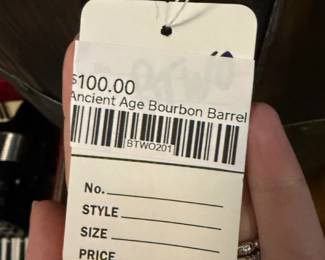 $100.00
Ancient Age Bourbon Barrel
BTWO201
No.
STYLE
SIZE
PRICE